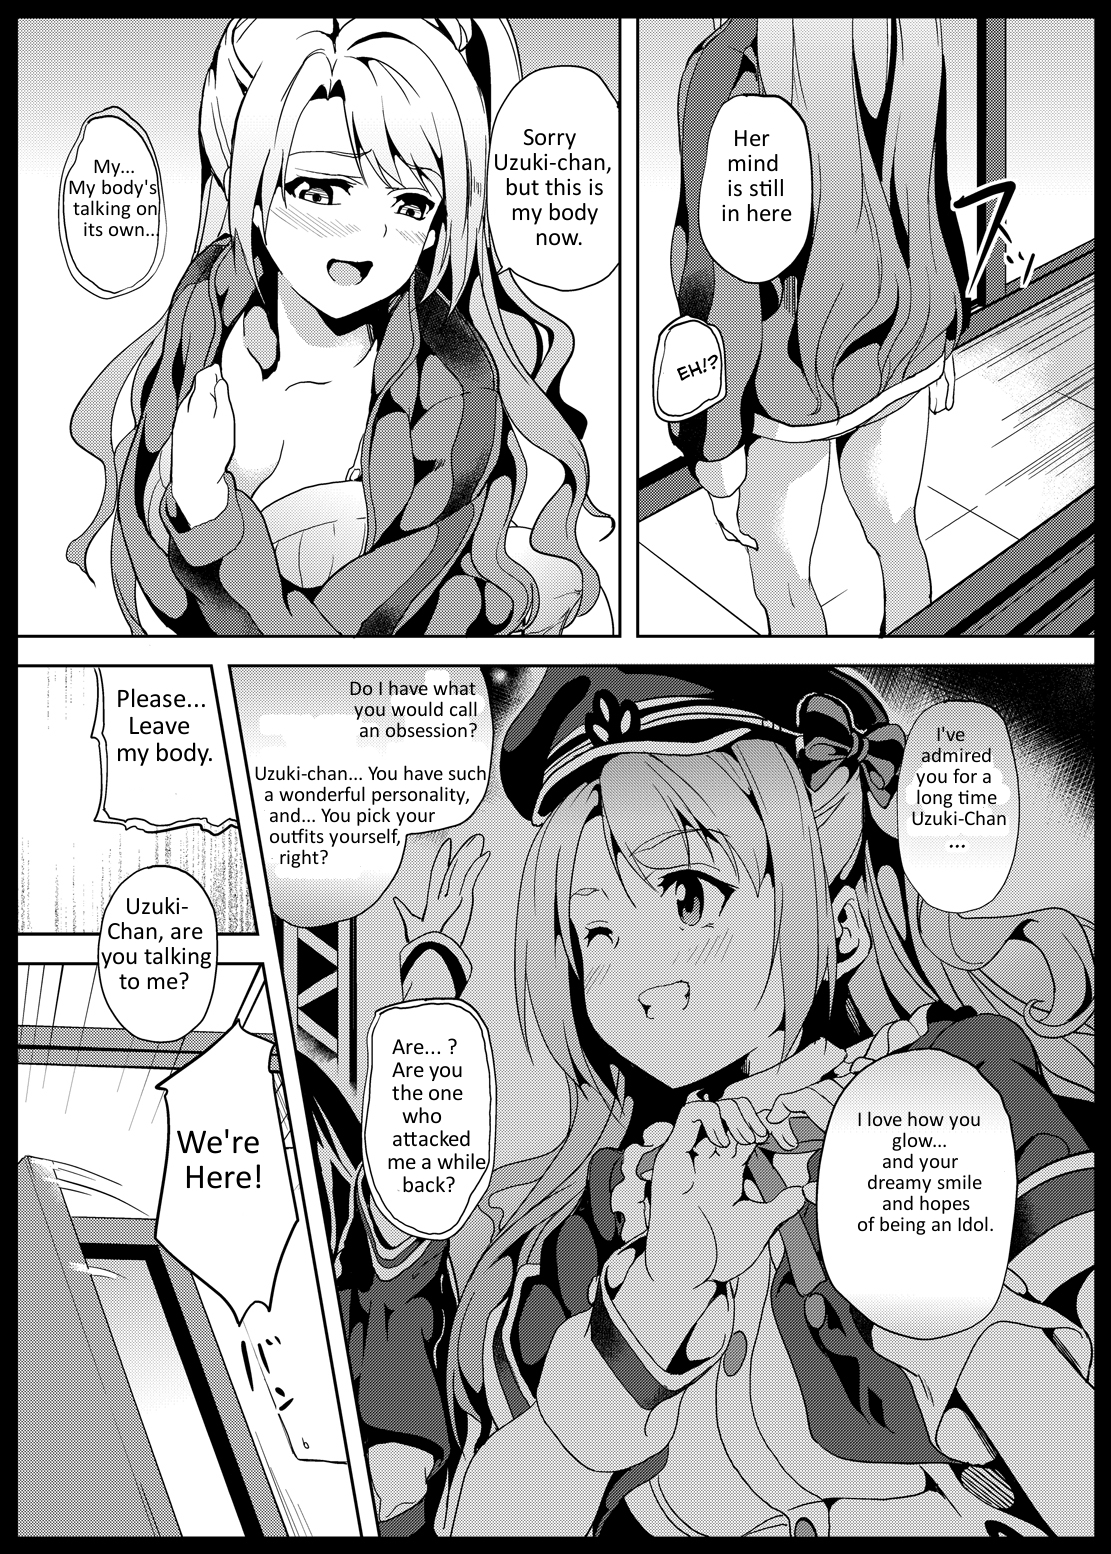 Her
mind
is still
in here
EH!?
ズ
ッ
Sorry
Uzuki-chan,
but this is
my body
now.
My...
My body's
talking on
its own...
I've
admired
you for a
long time
Uzuki-Chan
...
Do I have what
you would call
an obsession?
Uzuki-chan... You have such
a wonderful personality,
and... You pick your
outfits yourself,
right?
I love how you
glow...
and your
dreamy smile
and hopes
of being an Idol.
Are... ?
Are you
the one
who
attacked
me a while
back?
Please...
Leave
my body.
Uzuki-
Chan, are
you talking
to me?
We're
Here!